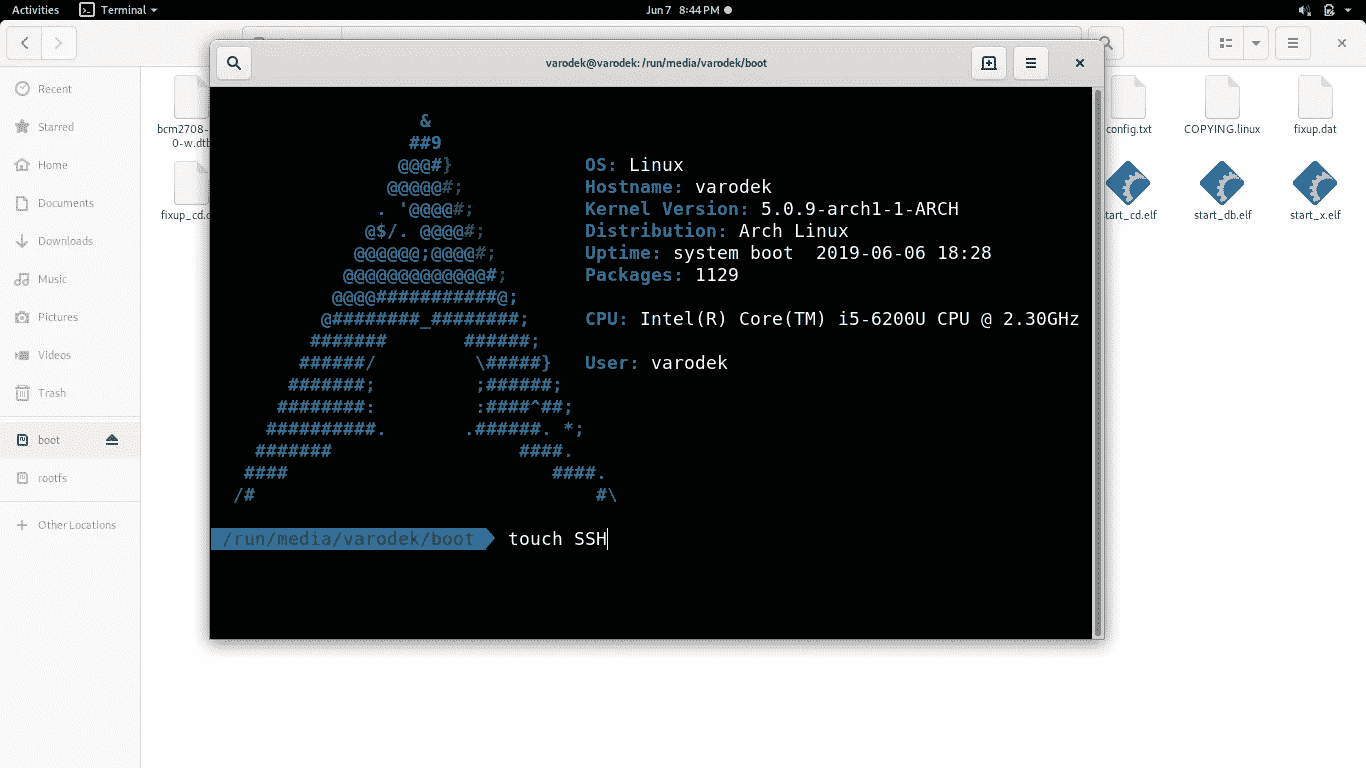 Activities Terminal Jun 7 8:44 PM
varodek@varodek: /run/media/varodek/boot
Recent
Starred
Home
Documents
Downloads
Music
Pictures
Videos
Trash
boot
rootfs
Other Locations
bcm2708-
0-w.dtb
fixup_cd.
config.txt
COPYING.linux
fixup.dat
tart_cd.elf
start_db.elf
start_x.elf
&
##9
@@@#}
@@@@@#;
. '@@@@#;
@$/. @@@@#;
@@@@@@;@@@@#;
@@@@@@@@@@@@@#;
@@@@###########@;
@########_########;
####### ######;
######/ \#####}
#######; ;######;
########: :####^##;
##########. .######. *;
####### ####.
#### ####.
/# #\
OS: Linux
Hostname: varodek
Kernel Version: 5.0.9-arch1-1-ARCH
Distribution: Arch Linux
Uptime: system boot 2019-06-06 18:28
Packages: 1129
CPU: Intel(R) Core(TM) i5-6200U CPU @ 2.30GHz
User: varodek
/run/media/varodek/boot touch SSH